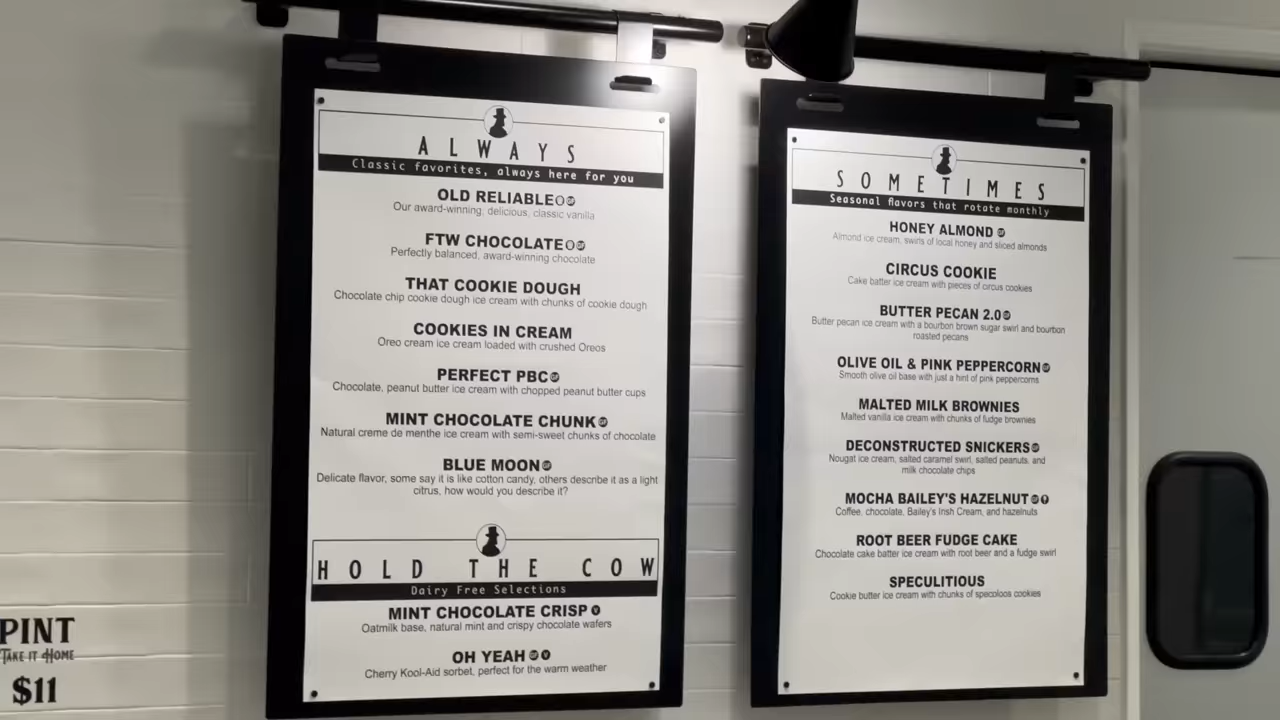 ALWAYS
Classic favorites, always here for you
OLD RELIABLE GF
Our award-winning, delicious, classic vanilla
FTW CHOCOLATE GF
Perfectly balanced, award-winning chocolate
THAT COOKIE DOUGH
Chocolate chip cookie dough ice cream with chunks of cookie dough
COOKIES IN CREAM
Oreo cream ice cream loaded with crushed Oreos
PERFECT PBC GF
Chocolate, peanut butter ice cream with chopped peanut butter cups
MINT CHOCOLATE CHUNK GF
Natural creme de menthe ice cream with semi-sweet chunks of chocolate
BLUE MOON GF
Delicate flavor, some say it is like cotton candy, others describe it as a light
citrus, how would you describe it?
HOLD THE COW
Dairy Free Selections
MINT CHOCOLATE CRISP V
Oatmilk base, natural mint and crispy chocolate wafers
OH YEAH GF V
Cherry Kool-Aid sorbet, perfect for the warm weather
SOMETIMES
Seasonal flavors that rotate monthly
HONEY ALMOND GF
Almond ice cream, swirls of local honey and sliced almonds
CIRCUS COOKIE
Cake batter ice cream with pieces of circus cookies
BUTTER PECAN 2.0 GF
Butter pecan ice cream with a bourbon brown sugar swirl and bourbon
roasted pecans
OLIVE OIL & PINK PEPPERCORN GF
Smooth olive oil base with just a hint of pink peppercorns
MALTED MILK BROWNIES
Malted vanilla ice cream with chunks of fudge brownies
DECONSTRUCTED SNICKERS GF
Nougat ice cream, salted caramel swirl, salted peanuts, and
milk chocolate chips
MOCHA BAILEY'S HAZELNUT GF
Coffee, chocolate, Bailey's Irish Cream, and hazelnuts
ROOT BEER FUDGE CAKE
Chocolate cake batter ice cream with root beer and a fudge swirl
SPECULITIOUS
Cookie butter ice cream with chunks of speculoos cookies
PINT
TAKE IT HOME
$11